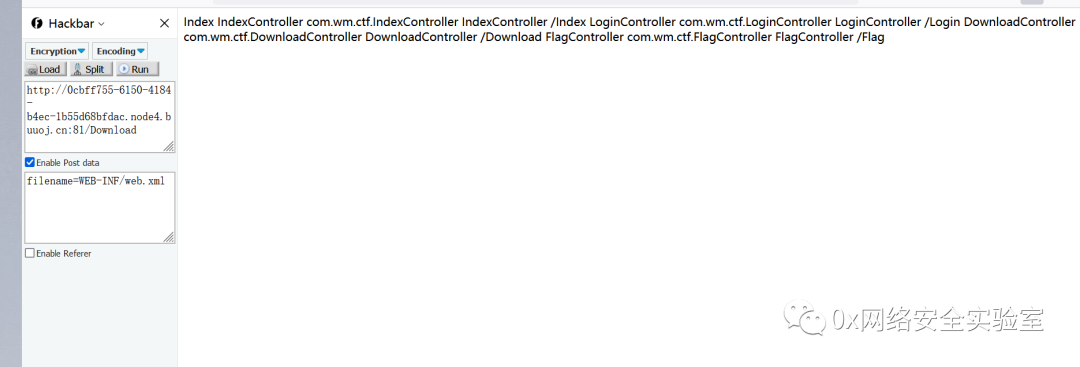 Hackbar
Encryption Encoding
Load Split Run
http://0cbff755-6150-4184
-
b4ec-1b55d68bfdac.node4.b
uuoj.cn:81/Download
Enable Post data
filename=WEB-INF/web.xml
Enable Referer
Index IndexController com.wm.ctf.IndexController IndexController /Index LoginController com.wm.ctf.LoginController LoginController /Login DownloadController
com.wm.ctf.DownloadController DownloadController /Download FlagController com.wm.ctf.FlagController FlagController /Flag
0x网络安全实验室